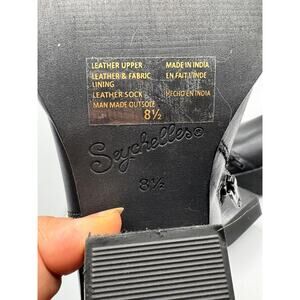 LEATHER UPPER MADE IN INDIA
LEATHER & FABRIC EN FAIT L'INDE
LINING
LEATHER SOCK HECHO EN INDIA
MAN MADE OUTSOLE
8½
Seychelles®
8½